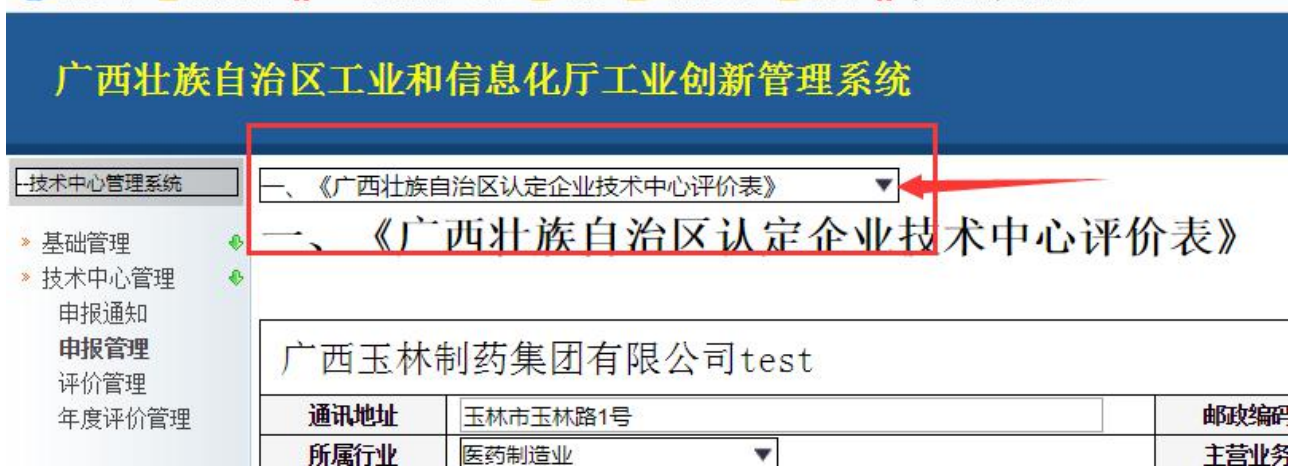 广西壮族自治区工业和信息化厅工业创新管理系统
--技术中心管理系统
一、《广西壮族自治区认定企业技术中心评价表》
一、《广西壮族自治区认定企业技术中心评价表》
» 基础管理
» 技术中心管理
申报通知
申报管理
评价管理
年度评价管理
广西玉林制药集团有限公司test
通讯地址 玉林市玉林路1号 邮政编码
所属行业 医药制造业 主营业务